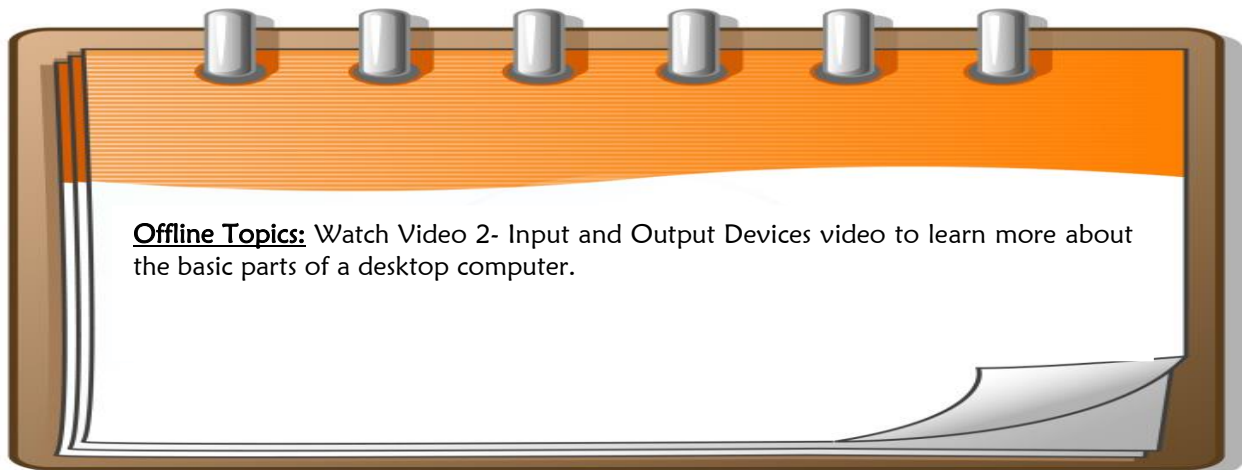 Offline Topics: Watch Video 2- Input and Output Devices video to learn more about
the basic parts of a desktop computer.